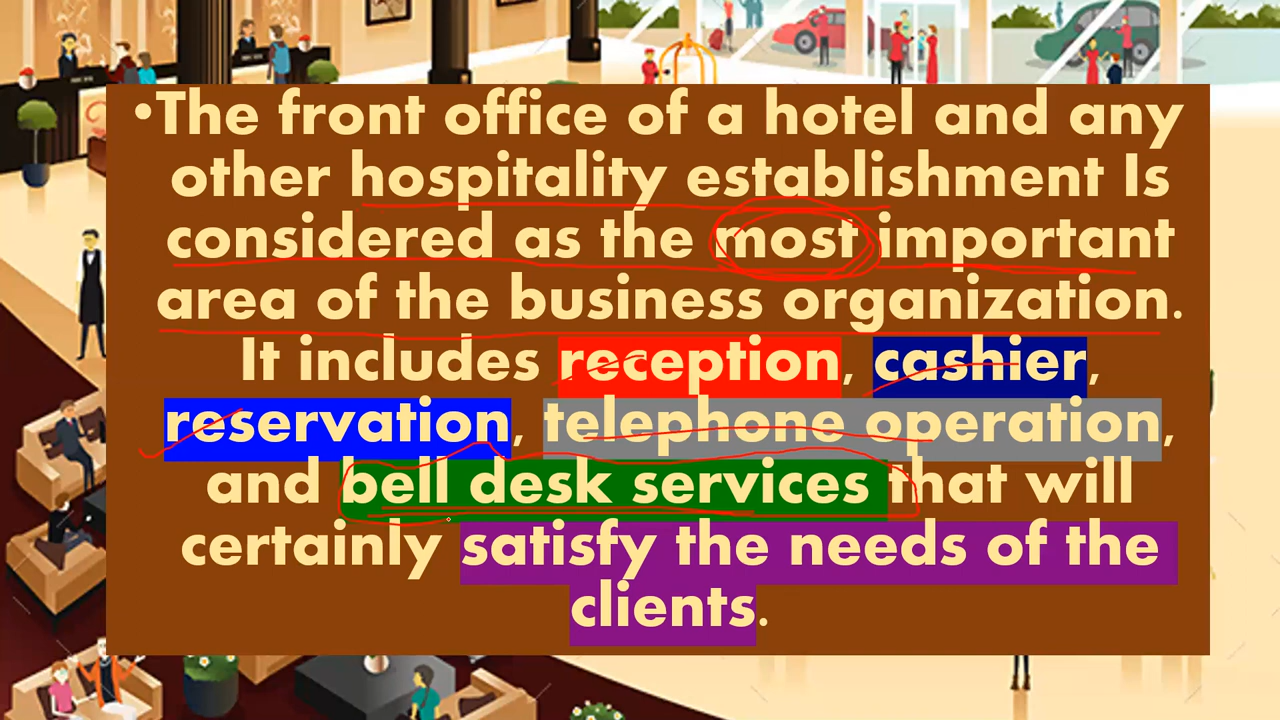 •The front office of a hotel and any
other hospitality establishment Is
considered as the most important
area of the business organization.
It includes reception, cashier,
reservation, telephone operation,
and bell desk services that will
certainly satisfy the needs of the
clients.